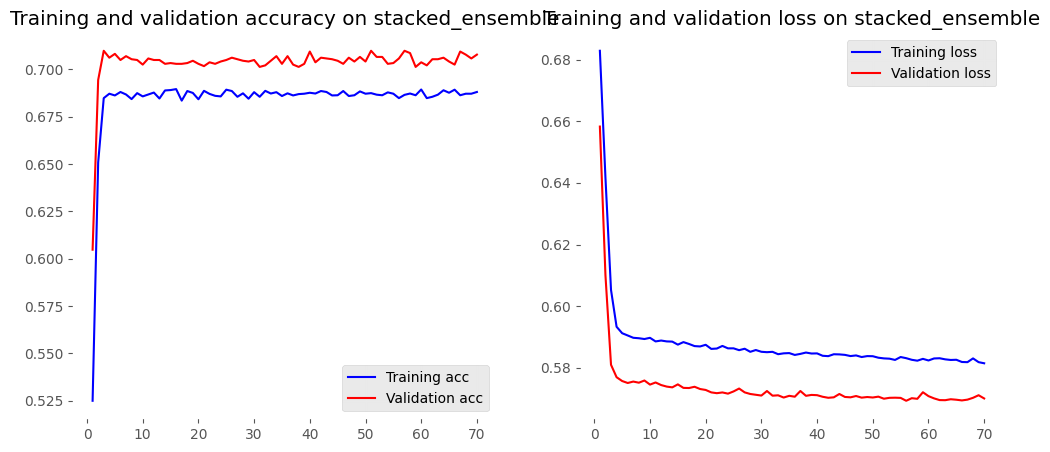 Training and validation accuracy on stacked_ensemble
0.700
0.675
0.650
0.625
0.600
0.575
0.550
0.525
0 10 20 30 40 50 60 70
Training acc
Validation acc
Training and validation loss on stacked_ensemble
0.68
0.66
0.64
0.62
0.60
0.58
0 10 20 30 40 50 60 70
Training loss
Validation loss